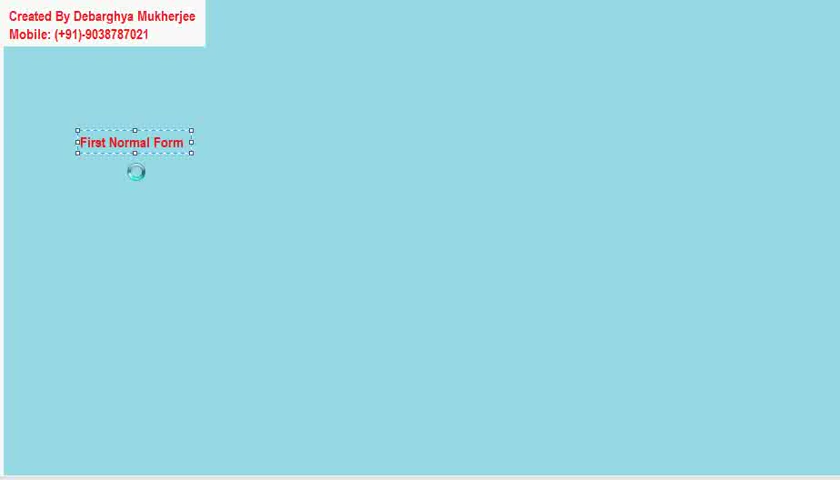 Created By Debarghya Mukherjee
Mobile: (+91)-9038787021
First Normal Form